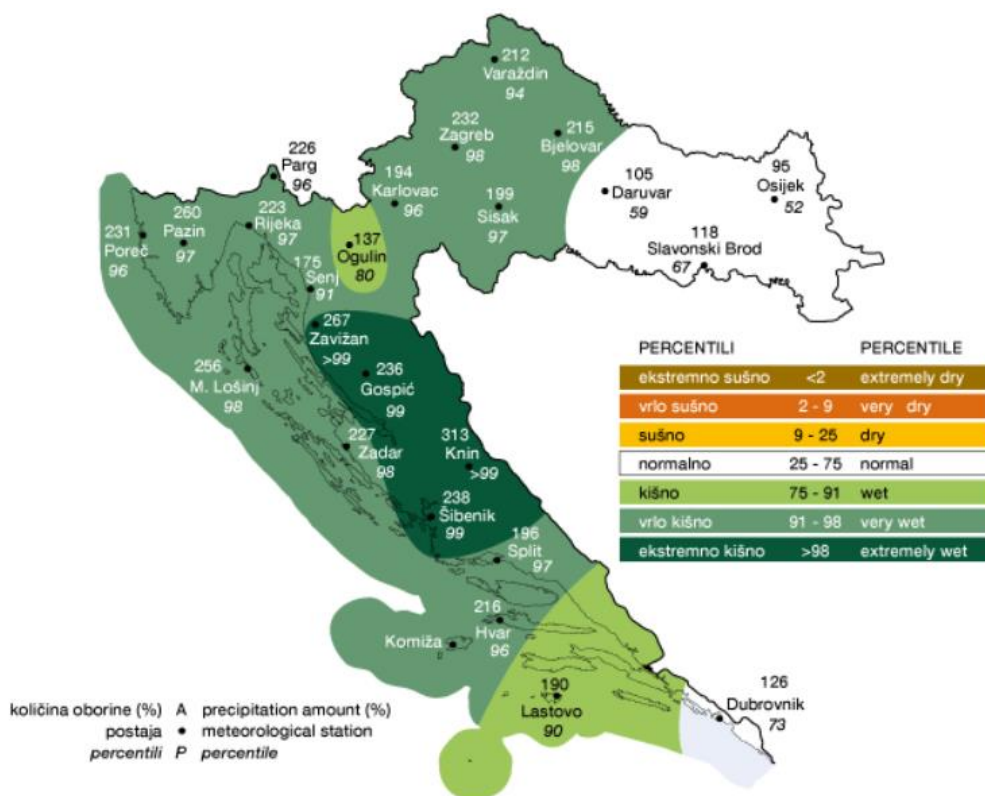 212
Varaždin
94
232
Zagreb
98
215
Bjelovar
98
226
Parg
96
194
Karlovac
96
199
Sisak
97
105
Daruvar
59
95
Osijek
52
118
Slavonski Brod
67
231
Poreč
96
260
Pazin
97
223
Rijeka
97
137
Ogulin
80
175
Senj
91
267
Zavižan
>99
236
Gospić
99
256
M. Lošinj
98
227
Zadar
98
313
Knin
>99
238
Šibenik
99
196
Split
97
216
Hvar
96
Komiža
190
Lastovo
90
126
Dubrovnik
73
PERCENTILI PERCENTILE
ekstremno sušno <2 extremely dry
vrlo sušno 2 - 9 very dry
sušno 9 - 25 dry
normalno 25 - 75 normal
kišno 75 - 91 wet
vrlo kišno 91 - 98 very wet
ekstremno kišno >98 extremely wet
količina oborine (%) A precipitation amount (%)
postaja • meteorological station
percentili P percentile